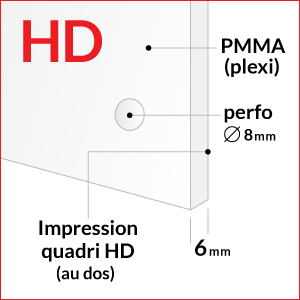 HD
PMMA
(plexi)
perfo
∅ 8mm
Impression
quadri HD
(au dos)
6mm